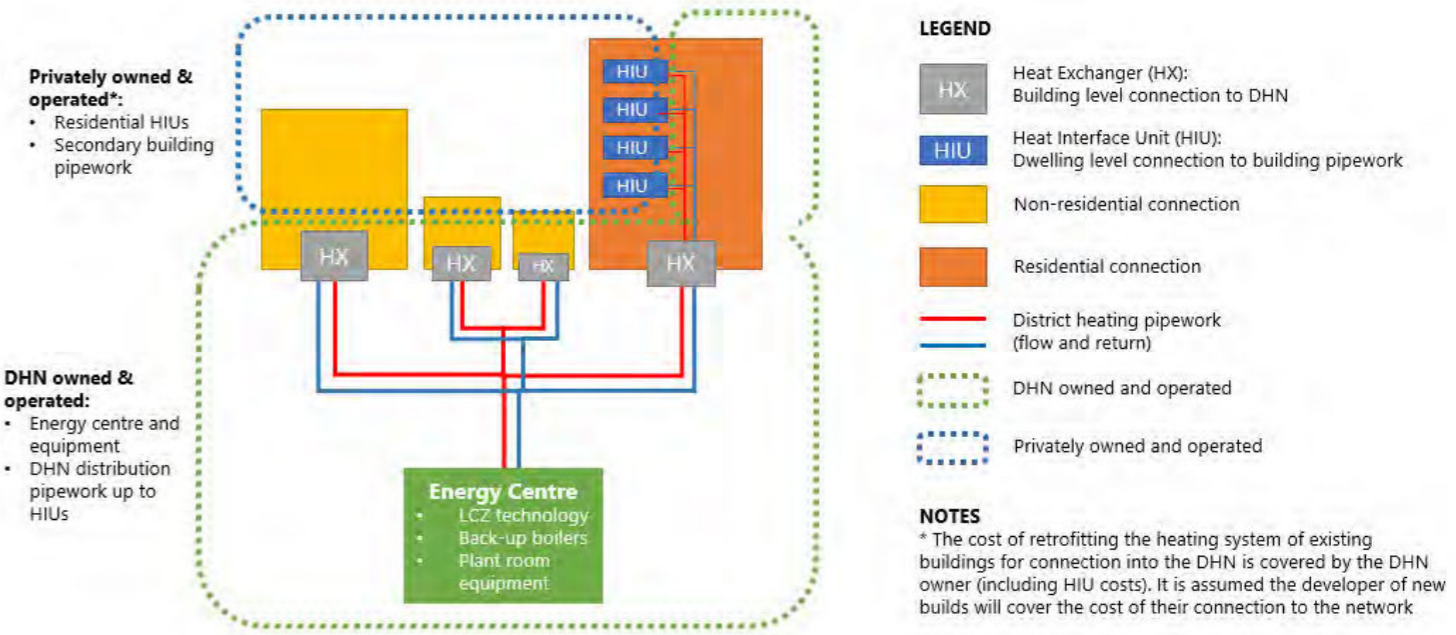 Privately owned &
operated*:
• Residential HIUs
• Secondary building
pipework
DHN owned &
operated:
• Energy centre and
equipment
• DHN distribution
pipework up to
HIUs
HIU
HIU
HIU
HIU
HX
HX
HX
HX
Energy Centre
• LCZ technology
• Back-up boilers
• Plant room
equipment
LEGEND
HX
Heat Exchanger (HX):
Building level connection to DHN
HIU
Heat Interface Unit (HIU):
Dwelling level connection to building pipework
Non-residential connection
Residential connection
District heating pipework
(flow and return)
DHN owned and operated
Privately owned and operated
NOTES
* The cost of retrofitting the heating system of existing
buildings for connection into the DHN is covered by the DHN
owner (including HIU costs). It is assumed the developer of new
builds will cover the cost of their connection to the network